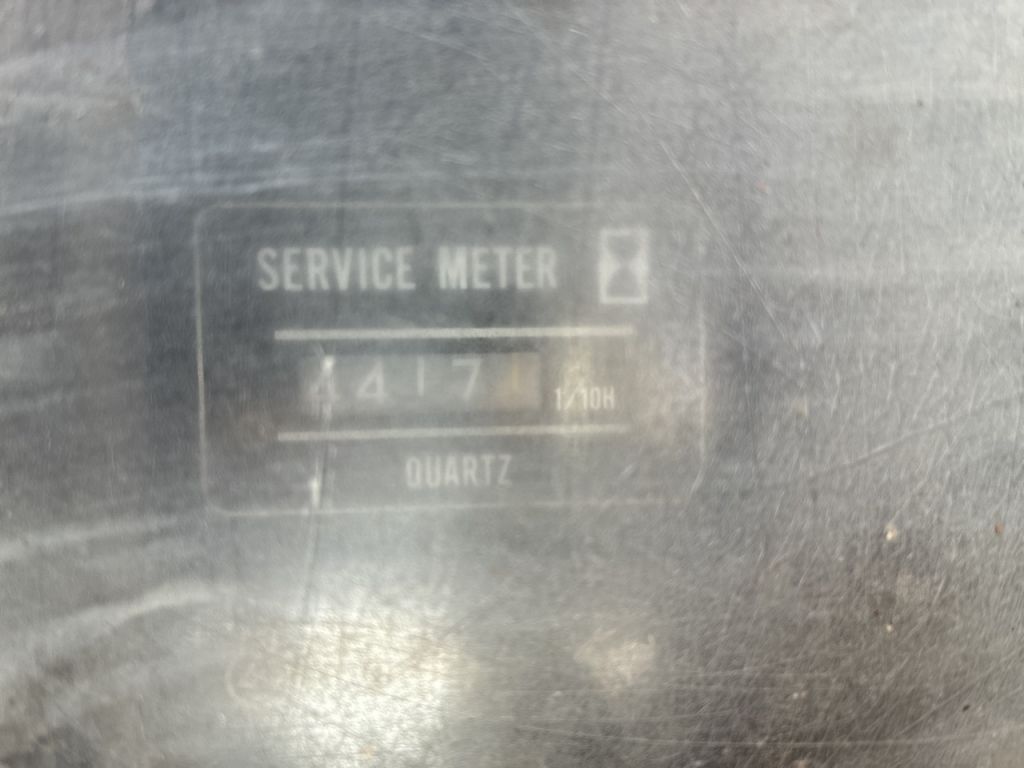 SERVICE METER
4417
1/10H
QUARTZ